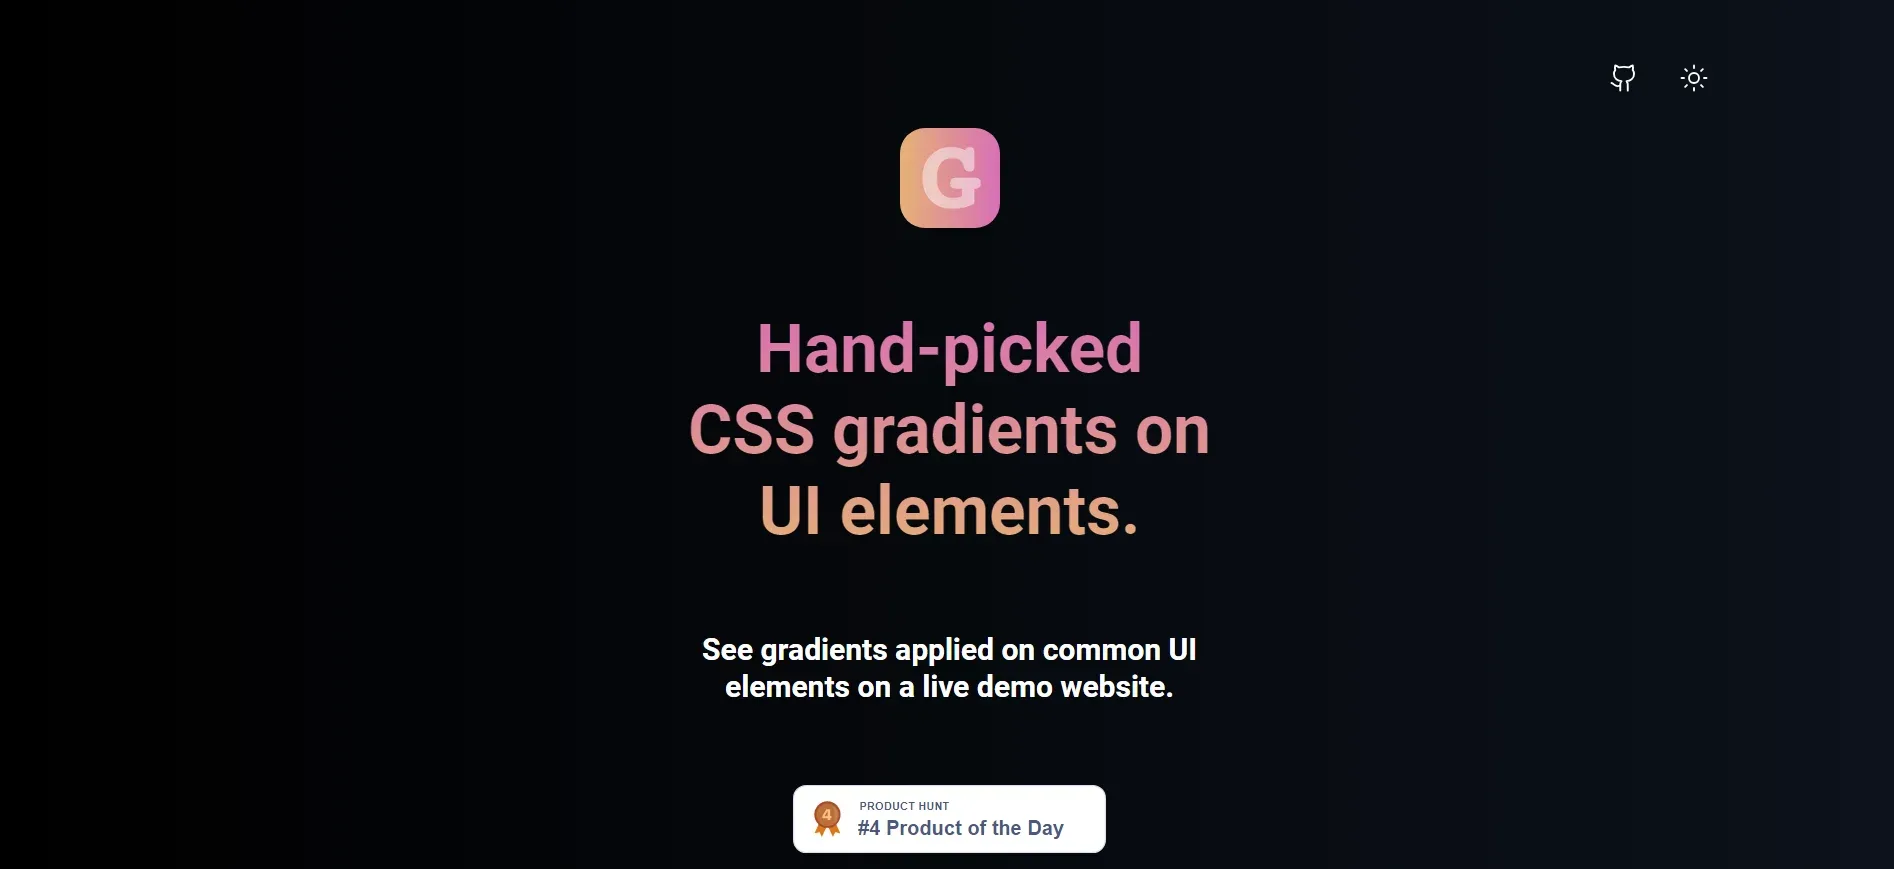 G
Hand-picked
CSS gradients on
UI elements.
See gradients applied on common UI
elements on a live demo website.
4
PRODUCT HUNT
#4 Product of the Day